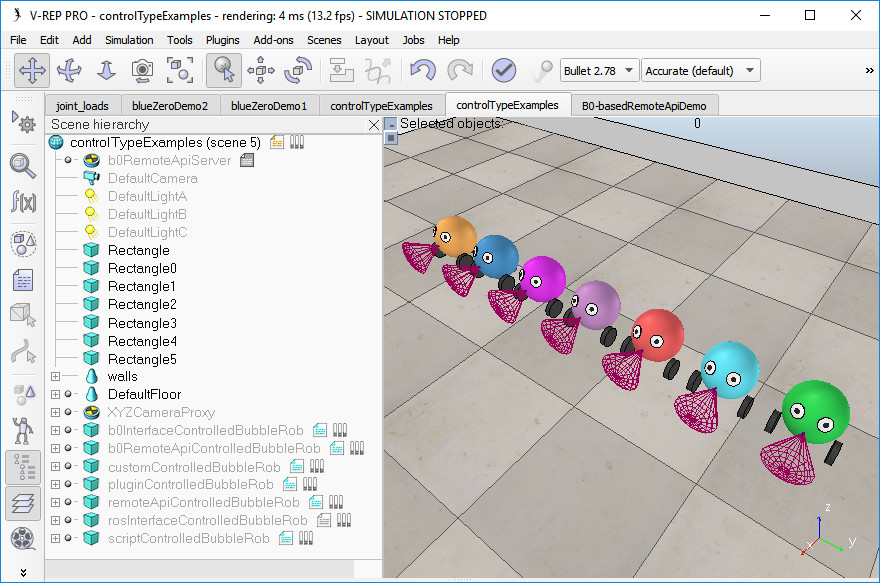 V-REP PRO - controlTypeExamples - rendering: 4 ms (13.2 fps) - SIMULATION STOPPED
File Edit Add Simulation Tools Plugins Add-ons Scenes Layout Jobs Help
Bullet 2.78 Accurate (default) »
joint_loads blueZeroDemo2 blueZeroDemo1 controlTypeExamples controlTypeExamples B0-basedRemoteApiDemo
Scene hierarchy
Selected objects: 0
controlTypeExamples (scene 5)
b0RemoteApiServer
DefaultCamera
DefaultLightA
DefaultLightB
DefaultLightC
Rectangle
Rectangle0
Rectangle1
Rectangle2
Rectangle3
Rectangle4
Rectangle5
walls
DefaultFloor
XYZCameraProxy
b0InterfaceControlledBubbleRob
b0RemoteApiControlledBubbleRob
customControlledBubbleRob
pluginControlledBubbleRob
remoteApiControlledBubbleRob
rosInterfaceControlledBubbleRob
scriptControlledBubbleRob
f(x)
z
x
y